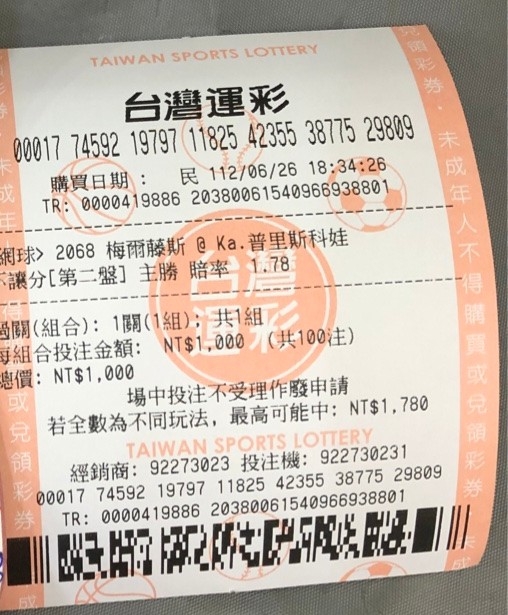 TAIWAN SPORTS LOTTERY
台灣運彩
00017 74592 19797 11825 42355 38775 29809
購買日期: 民 112/06/26 18:34:26
TR: 0000419886 20380061540966938801
網球> 2068 梅爾藤斯 @ Ka.普里斯科娃
讓分[第二盤] 主勝 賠率 1.78
台灣運彩
過關(組合): 1關(1組); 共1組
每組合投注金額: NT$1,000 (共100注)
總價: NT$1,000
場中投注不受理作廢申請
若全數為不同玩法, 最高可能中: NT$1,780
TAIWAN SPORTS LOTTERY
經銷商: 92273023 投注機: 922730231
00017 74592 19797 11825 42355 38775 29809
TR: 0000419886 20380061540966938801
兌領彩券・未成年人不得購買或兌領彩券